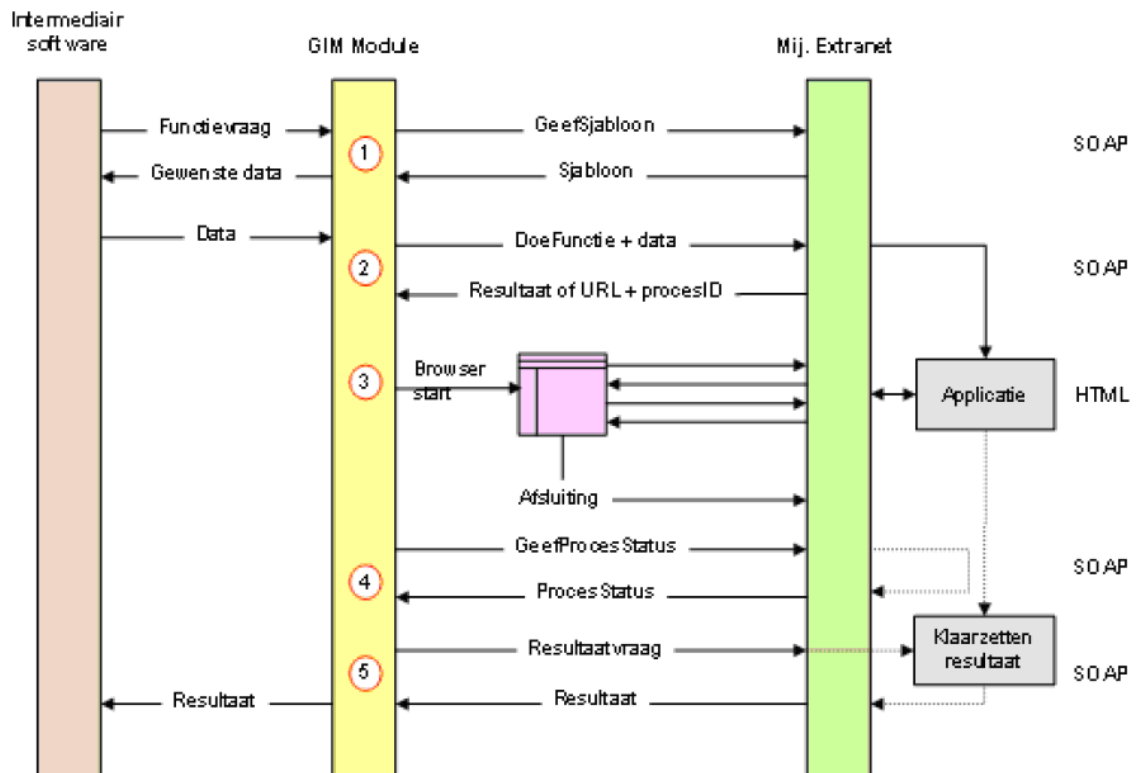 Intermediair
software
GIM Module
Mij. Extranet
Functievraag
GeefSjabloon
1
SOAP
Gewenste data
Sjabloon
Data
DoeFunctie + data
2
SOAP
Resultaat of URL + procesID
3
Browser
start
Applicatie
HTML
Afsluiting
GeefProcesStatus
4
SOAP
ProcesStatus
Resultaatvraag
Klaarzetten
resultaat
5
SOAP
Resultaat
Resultaat